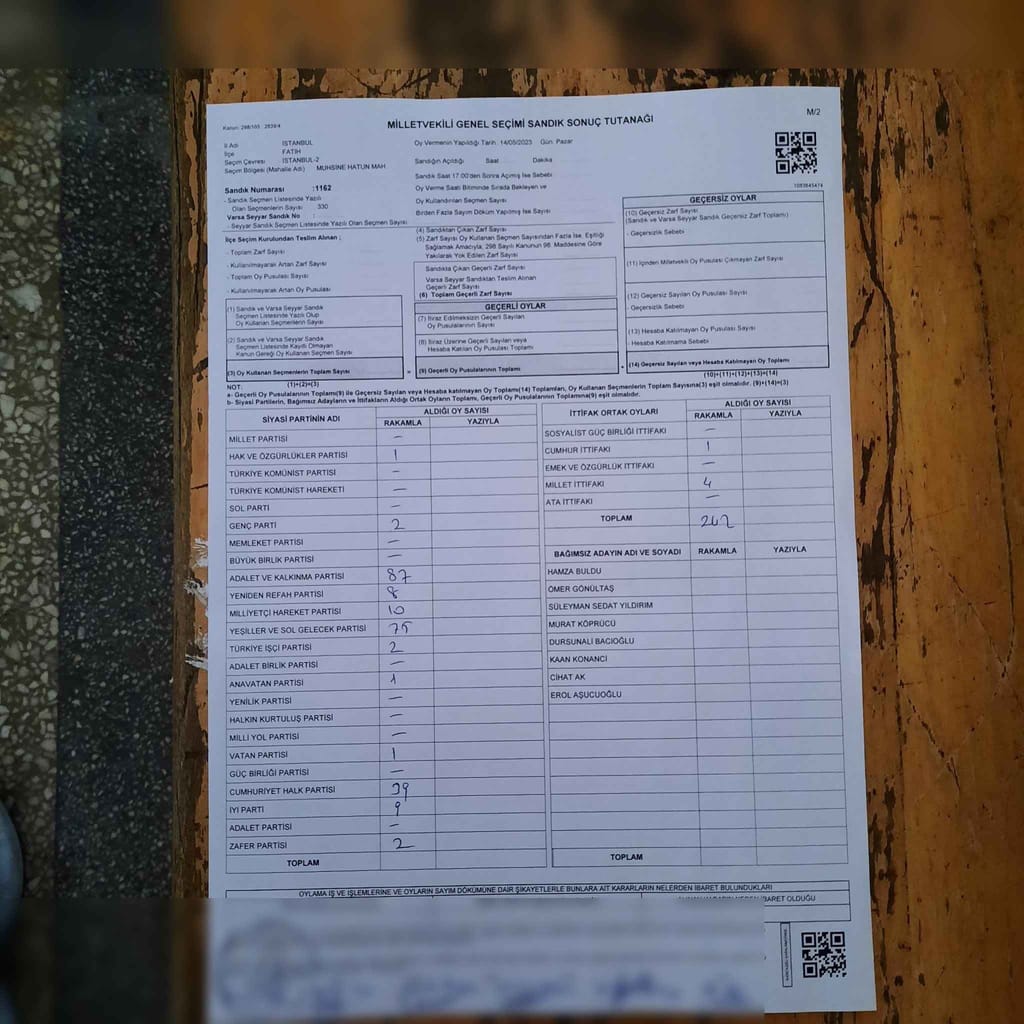 Kanun: 298/105 : 2839/4
MİLLETVEKİLİ GENEL SEÇİMİ SANDIK SONUÇ TUTANAĞI
M/2
İl Adı İSTANBUL
İlçe FATİH
Seçim Çevresi İSTANBUL-2
Seçim Bölgesi (Mahalle Adı) MUHSİNE HATUN MAH
Oy Vermenin Yapıldığı Tarih 14/05/2023 Gün Pazar
Sandığın Açıldığı Saat Dakika
Sandık Saat 17:00'den Sonra Açımış İse Sebebi
Oy Verme Saati Bitiminde Sırada Bekleyen ve
Oy Kullandırılan Seçmen Sayısı
Birden Fazla Sayım Döküm Yapılmış İse Sayısı
Sandık Numarası :1162
- Sandık Seçmen Listesinde Yazılı
Olan Seçmenlerin Sayısı 330
Varsa Seyyar Sandık No :
- Seyyar Sandık Seçmen Listesinde Yazılı Olan Seçmen Sayısı
İlçe Seçim Kurulundan Teslim Alınan :
- Toplam Zarf Sayısı
- Kullanılmayarak Artan Zarf Sayısı
- Toplam Oy Pusulası Sayısı
- Kullanılmayarak Artan Oy Pusulası
(1) Sandık ve Varsa Seyyar Sandık
Seçmen Listesinde Yazılı Olup
Oy Kullanan Seçmenlerin Sayısı
(2) Sandık ve Varsa Seyyar Sandık
Seçmen Listesinde Kayıtlı Olmayan
Kanun Gereği Oy Kullanan Seçmen Sayısı
(3) Oy Kullanan Seçmenlerin Toplam Sayısı
(1)+(2)=(3)
(4) Sandıktan Çıkan Zarf Sayısı
(5) Zarf Sayısı Oy Kullanan Seçmen Sayısından Fazla İse, Eşitliği
Sağlamak Amacıyla, 298 Sayılı Kanunun 98. Maddesine Göre
Yakılarak Yok Edilen Zarf Sayısı
Sandıkta Çıkan Geçerli Zarf Sayısı
Varsa Seyyar Sandıktan Teslim Alınan
Geçerli Zarf Sayısı
(6) Toplam Geçerli Zarf Sayısı
GEÇERLİ OYLAR
(7) İtiraz Edilmeksizin Geçerli Sayılan
Oy Pusulalarının Sayısı
(8) İtiraz Üzerine Geçerli Sayılan veya
Hesaba Katılan Oy Pusulası Toplamı
= (9) Geçerli Oy Pusulalarının Toplamı
GEÇERSİZ OYLAR
(10) Geçersiz Zarf Sayısı
(Sandık ve Varsa Seyyar Sandık Geçersiz Zarf Toplamı)
- Geçersizlik Sebebi
(11) İçinden Milletvekili Oy Pusulası Çıkmayan Zarf Sayısı
(12) Geçersiz Sayılan Oy Pusulası Sayısı
- Geçersizlik Sebebi
(13) Hesaba Katılmayan Oy Pusulası Sayısı
- Hesaba Katılmama Sebebi
+ (14) Geçersiz Sayılan veya Hesaba Katılmayan Oy Toplamı
(10)+(11)+(12)+(13)=(14)
NOT:
a- Geçerli Oy Pusulalarının Toplamı(9) ile Geçersiz Sayılan veya Hesaba katılmayan Oy Toplamı(14) Toplamları, Oy Kullanan Seçmenlerin Toplam Sayısına(3) eşit olmalıdır. (9)+(14)=(3)
b- Siyasi Partilerin, Bağımsız Adayların ve İttifakların Aldığı Ortak Oyların Toplamı, Geçerli Oy Pusulalarının Toplamına(9) eşit olmalıdır.
SİYASİ PARTİNİN ADI ALDIĞI OY SAYISI
RAKAMLA YAZIYLA
MİLLET PARTİSİ —
HAK VE ÖZGÜRLÜKLER PARTİSİ 1
TÜRKİYE KOMÜNİST PARTİSİ —
TÜRKİYE KOMÜNİST HAREKETİ —
SOL PARTİ —
GENÇ PARTİ 2
MEMLEKET PARTİSİ —
BÜYÜK BİRLİK PARTİSİ —
ADALET VE KALKINMA PARTİSİ 87
YENİDEN REFAH PARTİSİ 8
MİLLİYETÇİ HAREKET PARTİSİ 10
YEŞİLLER VE SOL GELECEK PARTİSİ 75
TÜRKİYE İŞÇİ PARTİSİ 2
ADALET BİRLİK PARTİSİ —
ANAVATAN PARTİSİ 1
YENİLİK PARTİSİ —
HALKIN KURTULUŞ PARTİSİ —
MİLLİ YOL PARTİSİ —
VATAN PARTİSİ 1
GÜÇ BİRLİĞİ PARTİSİ —
CUMHURİYET HALK PARTİSİ 39
İYİ PARTİ 9
ADALET PARTİSİ —
ZAFER PARTİSİ 2
TOPLAM
İTTİFAK ORTAK OYLARI ALDIĞI OY SAYISI
RAKAMLA YAZIYLA
SOSYALİST GÜÇ BİRLİĞİ İTTİFAKI —
CUMHUR İTTİFAKI 1
EMEK VE ÖZGÜRLÜK İTTİFAKI —
MİLLET İTTİFAKI 4
ATA İTTİFAKI —
TOPLAM 242
BAĞIMSIZ ADAYIN ADI VE SOYADI RAKAMLA YAZIYLA
HAMZA BULDU
ÖMER GÖNÜLTAŞ
SÜLEYMAN SEDAT YILDIRIM
MURAT KÖPRÜCÜ
DURSUNALİ BACIOĞLU
KAAN KONANCI
CİHAT AK
EROL AŞUCUOĞLU
TOPLAM
OYLAMA İŞ VE İŞLEMLERİNE VE OYLARIN SAYIM DÖKÜMÜNE DAİR ŞİKAYETLERLE BUNLARA AİT KARARLARIN NELERDEN İBARET BULUNDUKLARI
İBARET OLDUĞU